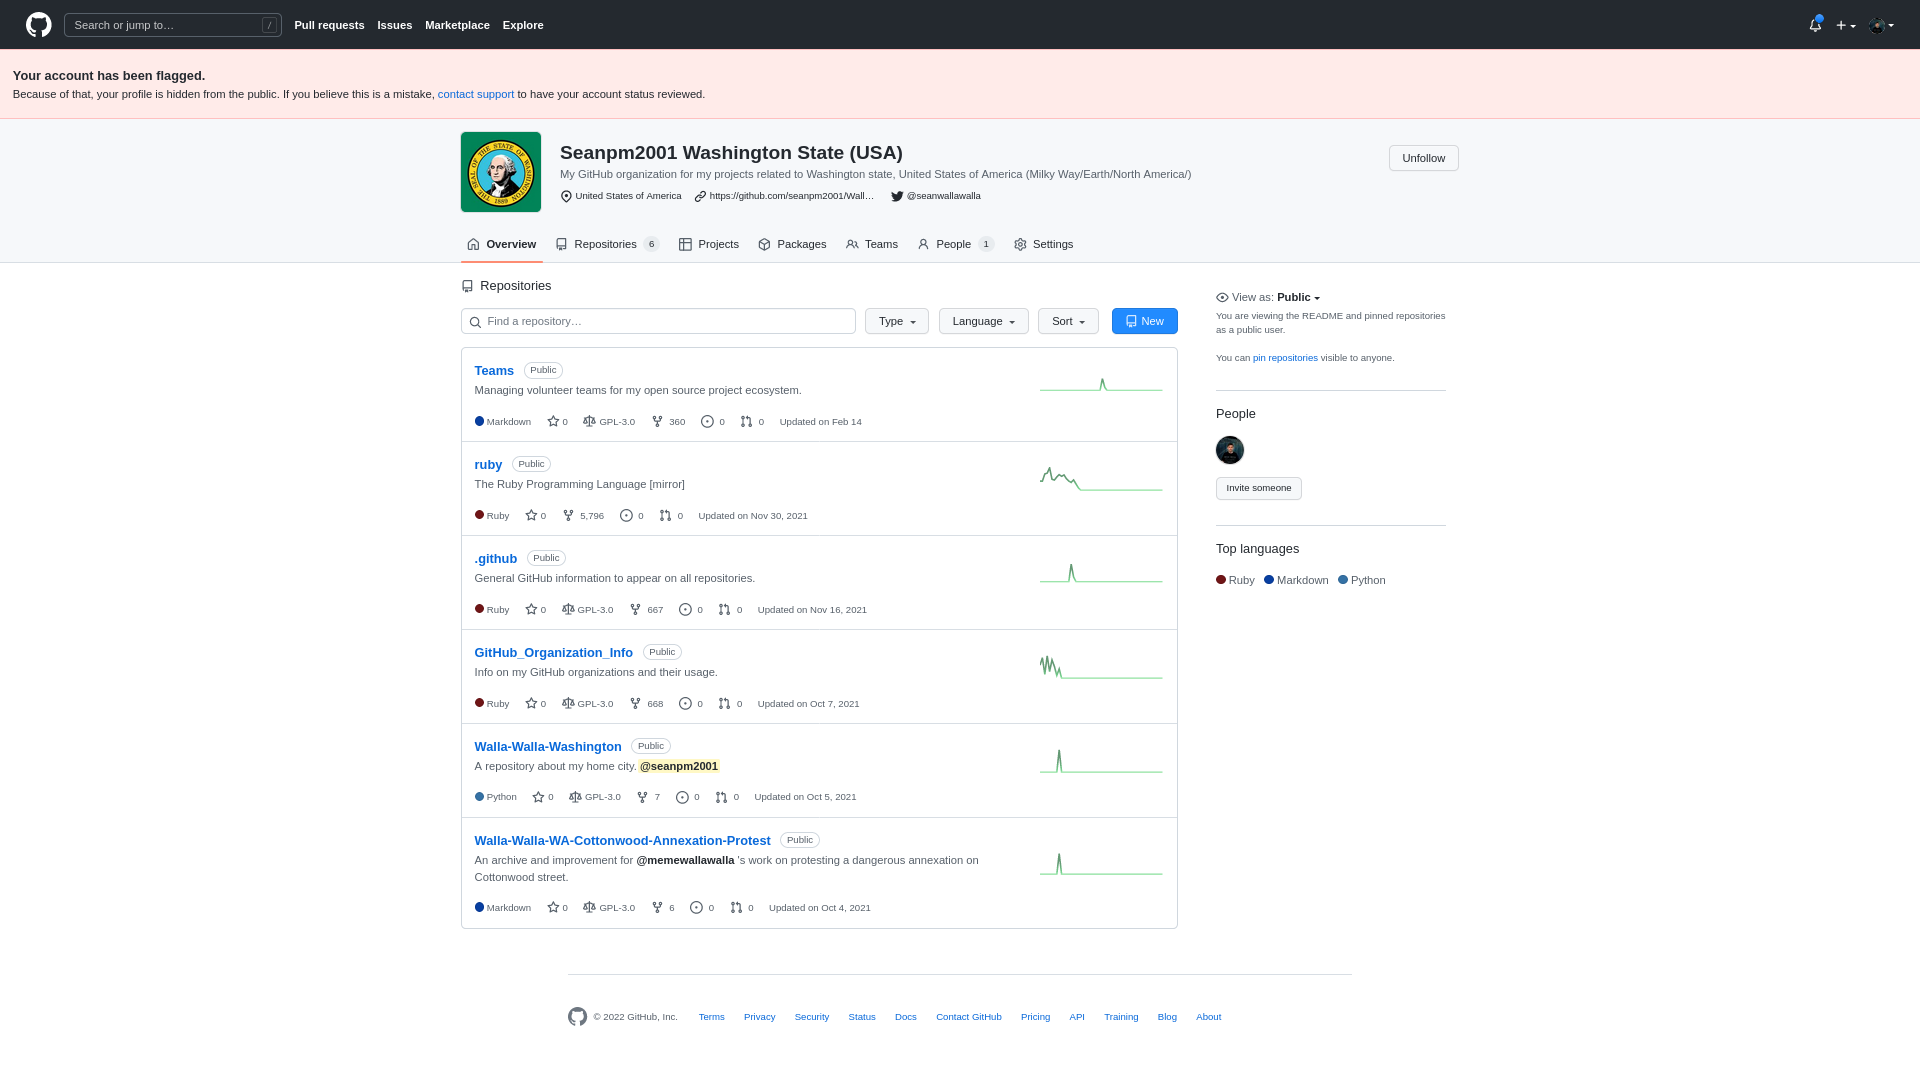 Search or jump to… /
Pull requests Issues Marketplace Explore
Your account has been flagged.
Because of that, your profile is hidden from the public. If you believe this is a mistake, contact support to have your account status reviewed.
THE SEAL OF THE STATE OF WASHINGTON
1889
Seanpm2001 Washington State (USA)
My GitHub organization for my projects related to Washington state, United States of America (Milky Way/Earth/North America/)
United States of America https://github.com/seanpm2001/Wall… @seanwallawalla
Unfollow
Overview Repositories 6 Projects Packages Teams People 1 Settings
Repositories
Find a repository… Type Language Sort New
Teams Public
Managing volunteer teams for my open source project ecosystem.
Markdown 0 GPL-3.0 360 0 0 Updated on Feb 14
ruby Public
The Ruby Programming Language [mirror]
Ruby 0 5,796 0 0 Updated on Nov 30, 2021
.github Public
General GitHub information to appear on all repositories.
Ruby 0 GPL-3.0 667 0 0 Updated on Nov 16, 2021
GitHub_Organization_Info Public
Info on my GitHub organizations and their usage.
Ruby 0 GPL-3.0 668 0 0 Updated on Oct 7, 2021
Walla-Walla-Washington Public
A repository about my home city. @seanpm2001
Python 0 GPL-3.0 7 0 0 Updated on Oct 5, 2021
Walla-Walla-WA-Cottonwood-Annexation-Protest Public
An archive and improvement for @memewallawalla 's work on protesting a dangerous annexation on
Cottonwood street.
Markdown 0 GPL-3.0 6 0 0 Updated on Oct 4, 2021
View as: Public
You are viewing the README and pinned repositories
as a public user.
You can pin repositories visible to anyone.
People
Invite someone
Top languages
Ruby Markdown Python
© 2022 GitHub, Inc. Terms Privacy Security Status Docs Contact GitHub Pricing API Training Blog About